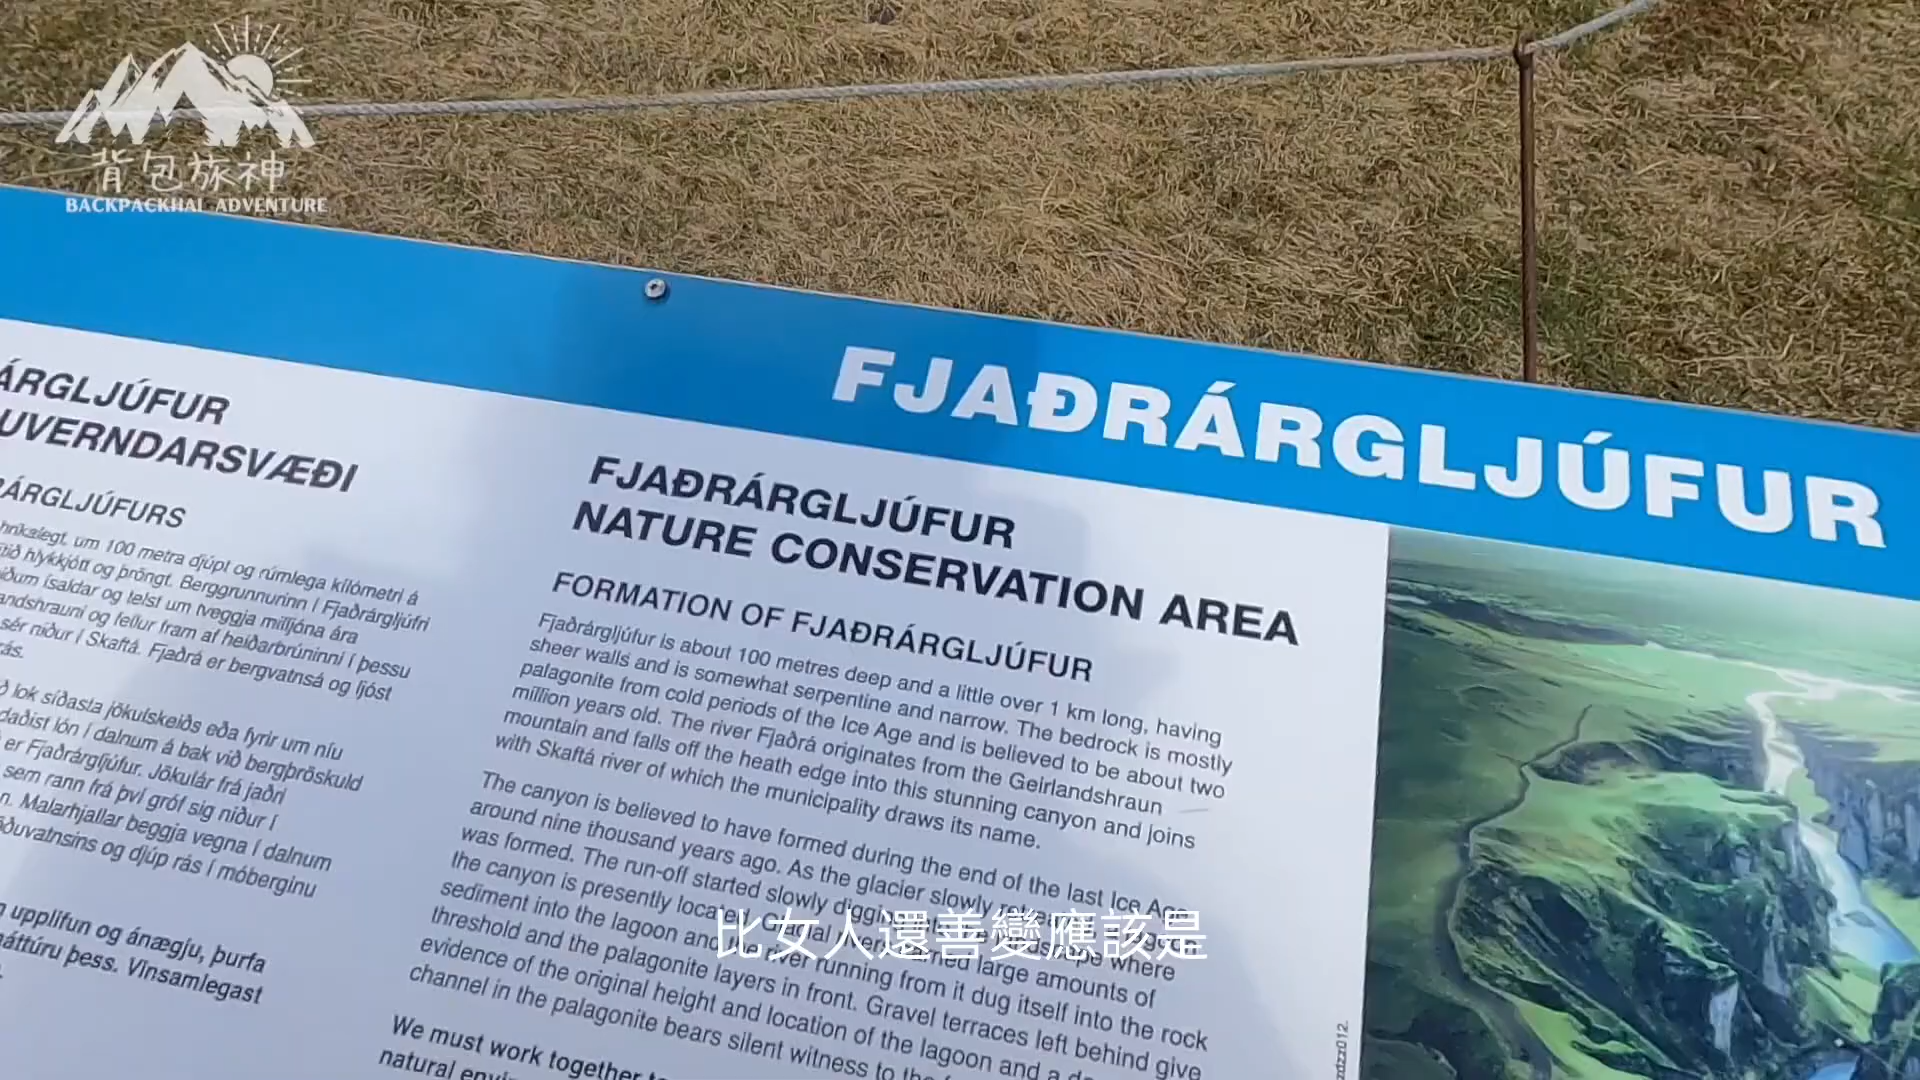 背包旅神
BACKPACKHAI ADVENTURE
FJAÐRÁRGLJÚFUR
ÁRGLJÚFUR
UVERNDARSVÆÐI
RÁRGLJÚFURS
hrikalegt, um 100 metra djúpt og rúmlega kílómetri á
hlykkjótt og þröngt. Berggrunnurinn í Fjaðrárgljúfri
ísaldar og telst um tveggja milljóna ára
andshrauni og fellur fram af heiðarbrúninni í þessu
sér niður í Skaftá. Fjaðrá er bergvatnsá og ljóst
rás.
lok síðasta jökulskeiðs eða fyrir um níu
daðist lón í dalnum á bak við bergþröskuld
er Fjaðrárgljúfur. Jökulár frá jaðri
sem rann frá því gróf sig niður í
n. Malarhjallar beggja vegna í dalnum
öðuvatnsins og djúp rás í móberginu
upplifun og ánægju, þurfa
náttúru þess. Vinsamlegast
FJAÐRÁRGLJÚFUR
NATURE CONSERVATION AREA
FORMATION OF FJAÐRÁRGLJÚFUR
Fjaðrárgljúfur is about 100 metres deep and a little over 1 km long, having
sheer walls and is somewhat serpentine and narrow. The bedrock is mostly
palagonite from cold periods of the Ice Age and is believed to be about two
million years old. The river Fjaðrá originates from the Geirlandshraun
mountain and falls off the heath edge into this stunning canyon and joins
with Skaftá river of which the municipality draws its name.
The canyon is believed to have formed during the end of the last Ice Age
around nine thousand years ago. As the glacier slowly
was formed. The run-off started slowly digging where
the canyon is presently located. large amounts of
sediment into the lagoon and the river running from it dug itself into the rock
threshold and the palagonite layers in front. Gravel terraces left behind give
evidence of the original height and location of the lagoon and a
channel in the palagonite bears silent witness to the
We must work together
natural
比女人還善變應該是